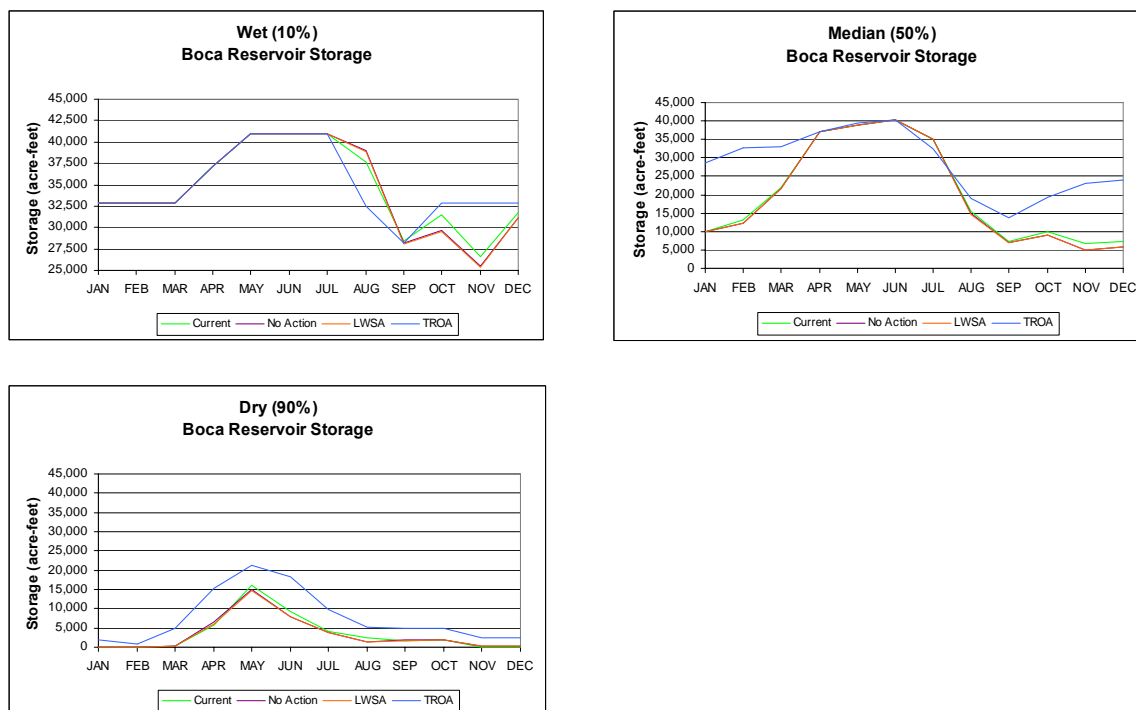 Wet (10%)
Boca Reservoir Storage
Storage (acre-feet)
45,000
42,500
40,000
37,500
35,000
32,500
30,000
27,500
25,000
JAN FEB MAR APR MAY JUN JUL AUG SEP OCT NOV DEC
Current No Action LWSA TROA
Median (50%)
Boca Reservoir Storage
Storage (acre-feet)
45,000
40,000
35,000
30,000
25,000
20,000
15,000
10,000
5,000
0
JAN FEB MAR APR MAY JUN JUL AUG SEP OCT NOV DEC
Current No Action LWSA TROA
Dry (90%)
Boca Reservoir Storage
Storage (acre-feet)
45,000
40,000
35,000
30,000
25,000
20,000
15,000
10,000
5,000
0
JAN FEB MAR APR MAY JUN JUL AUG SEP OCT NOV DEC
Current No Action LWSA TROA